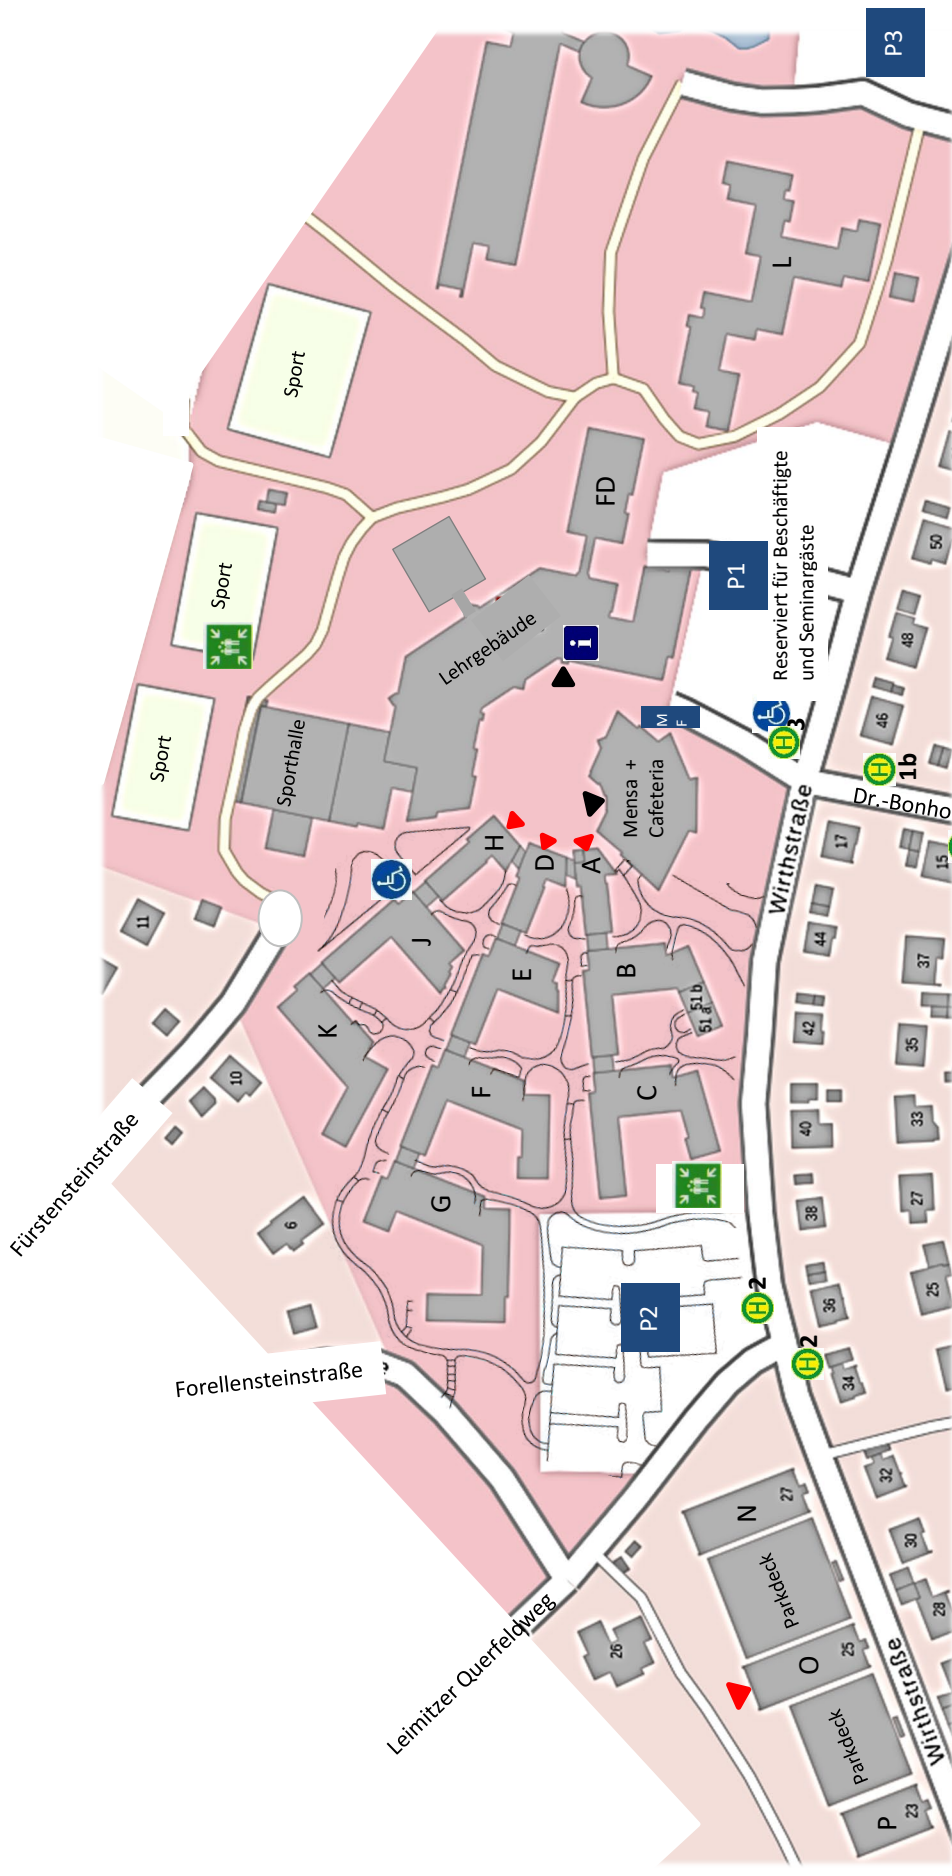 P3
Sport
L
Sport
FD
P1
Reserviert für Beschäftigte
und Seminargäste
50
48
46
Lehrgebäude
i
M
F
Sport
Sporthalle
Mensa +
Cafeteria
H
3
H
1b
Dr.-Bonho
Wirthstraße
17
15
H
D
A
11
44
37
J
E
B
51 b
51 a
K
42
35
10
F
C
40
33
Fürstensteinstraße
G
38
27
6
P2
H
2
36
25
H
2
34
Forellensteinstraße
32
N
27
30
Parkdeck
28
26
O
25
Leimitzer Querfeldweg
Parkdeck
Wirthstraße
P
23